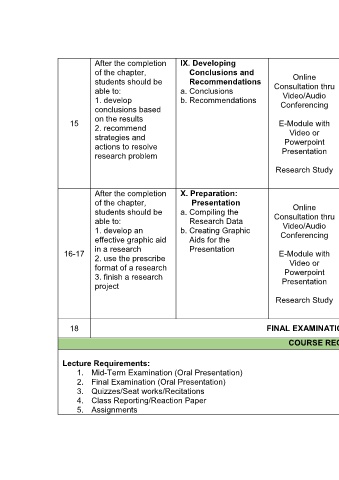 15
After the completion
of the chapter,
students should be
able to:
1. develop
conclusions based
on the results
2. recommend
strategies and
actions to resolve
research problem
IX. Developing
Conclusions and
Recommendations
a. Conclusions
b. Recommendations
Online
Consultation thru
Video/Audio
Conferencing
E-Module with
Video or
Powerpoint
Presentation
Research Study
16-17
After the completion
of the chapter,
students should be
able to:
1. develop an
effective graphic aid
in a research
2. use the prescribe
format of a research
3. finish a research
project
X. Preparation:
Presentation
a. Compiling the
Research Data
b. Creating Graphic
Aids for the
Presentation
Online
Consultation thru
Video/Audio
Conferencing
E-Module with
Video or
Powerpoint
Presentation
Research Study
18
FINAL EXAMINATIO
COURSE REQ
Lecture Requirements:
1. Mid-Term Examination (Oral Presentation)
2. Final Examination (Oral Presentation)
3. Quizzes/Seat works/Recitations
4. Class Reporting/Reaction Paper
5. Assignments